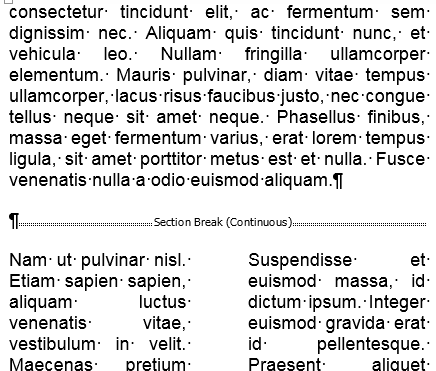 consectetur tincidunt elit, ac fermentum sem
dignissim nec. Aliquam quis tincidunt nunc, et
vehicula leo. Nullam fringilla ullamcorper
elementum. Mauris pulvinar, diam vitae tempus
ullamcorper, lacus risus faucibus justo, nec congue
tellus neque sit amet neque. Phasellus finibus,
massa eget fermentum varius, erat lorem tempus
ligula, sit amet porttitor metus est et nulla. Fusce
venenatis nulla a odio euismod aliquam.¶
¶ Section Break (Continuous)
Nam ut pulvinar nisl.
Etiam sapien sapien,
aliquam luctus
venenatis vitae,
vestibulum in velit.
Maecenas pretium
Suspendisse et
euismod massa, id
dictum ipsum. Integer
euismod gravida erat
id pellentesque.
Praesent aliquet